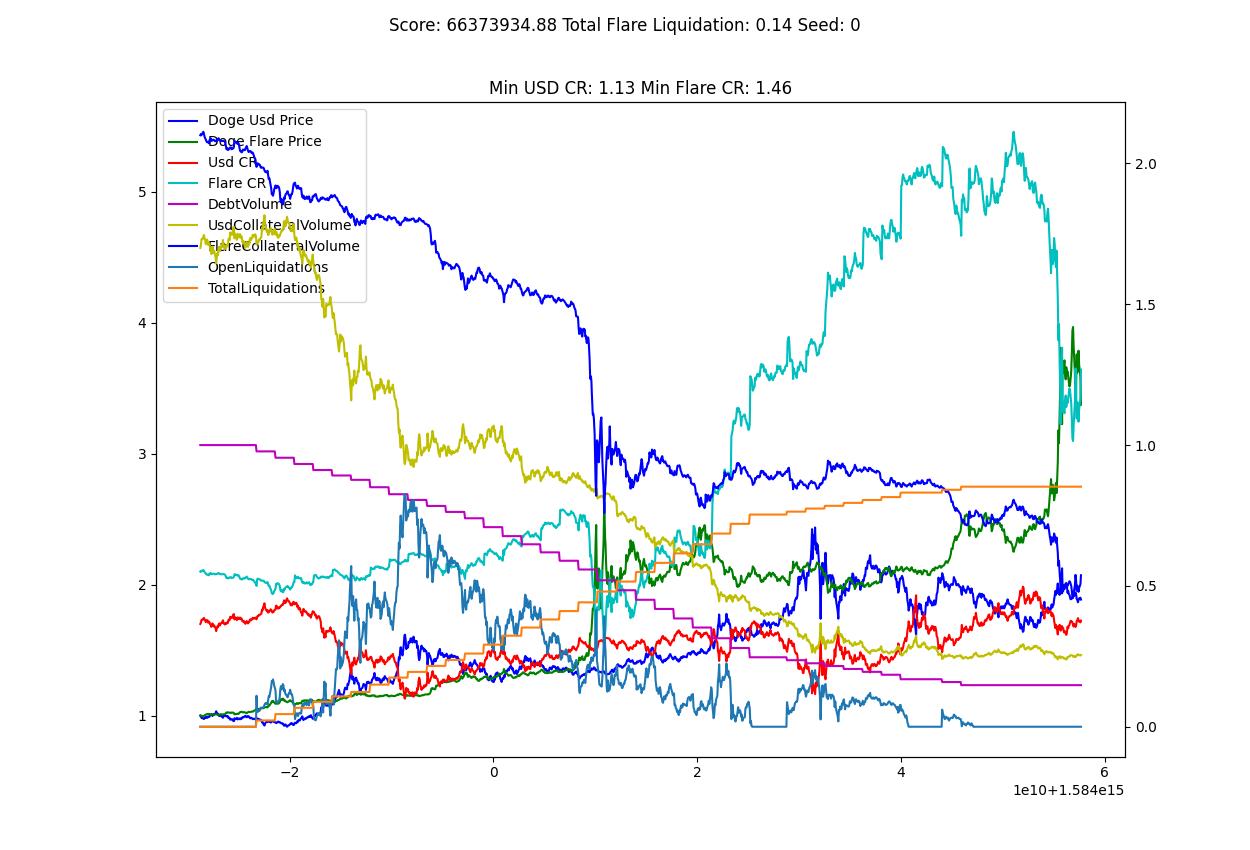 Score: 66373934.88 Total Flare Liquidation: 0.14 Seed: 0
Min USD CR: 1.13 Min Flare CR: 1.46
Doge Usd Price
Doge Flare Price
Usd CR
Flare CR
DebtVolume
UsdCollateralVolume
FlareCollateralVolume
OpenLiquidations
TotalLiquidations
5
4
3
2
1
2.0
1.5
1.0
0.5
0.0
−2
0
2
4
6
1e10+1.584e15